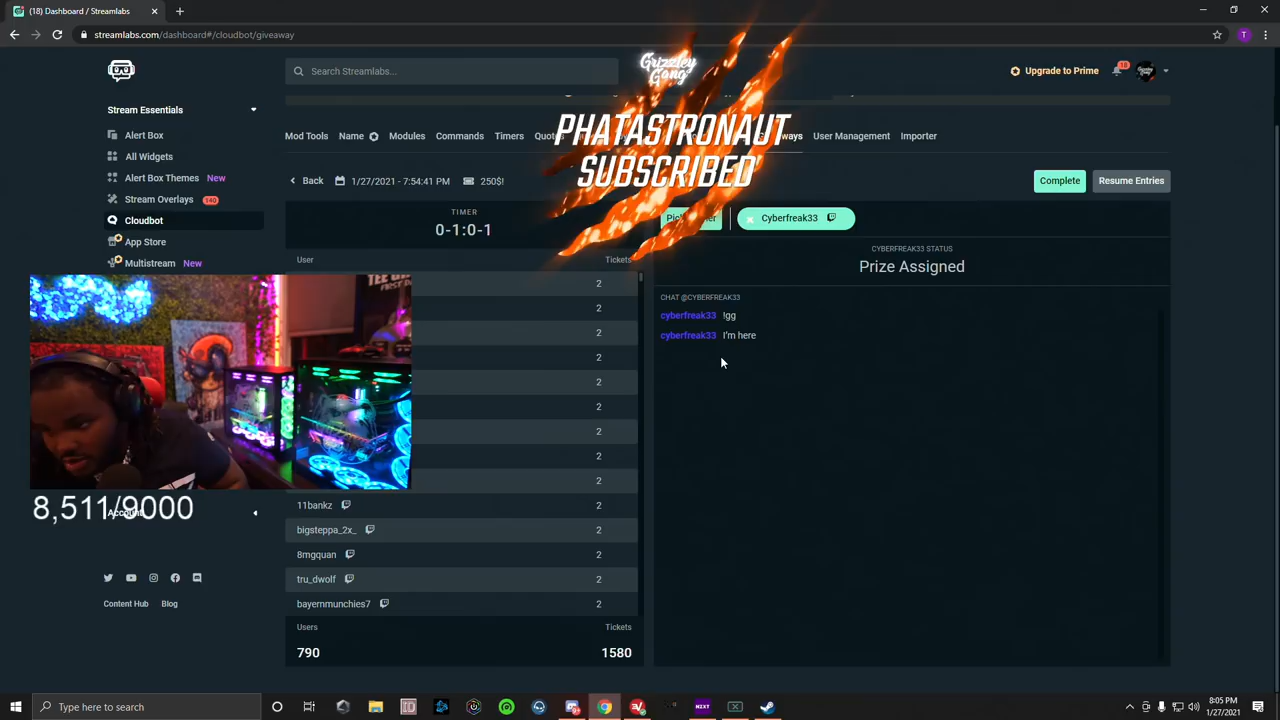 (18) Dashboard / Streamlabs
streamlabs.com/dashboard#/cloudbot/giveaway
T
Search Streamlabs...
Grizzley
Gang
Upgrade to Prime
18
Stream Essentials
Alert Box
All Widgets
Alert Box Themes New
Stream Overlays 140
Cloudbot
App Store
Multistream New
Mod Tools Name Modules Commands Timers User Management Importer
PHATASTRONAUT
SUBSCRIBED
Back 1/27/2021 - 7:54:41 PM 250$!
Complete Resume Entries
TIMER
0-1:0-1
Cyberfreak33
User Tickets
CYBERFREAK33 STATUS
Prize Assigned
CHAT @CYBERFREAK33
cyberfreak33 !gg
cyberfreak33 I'm here
2
2
2
2
2
2
2
2
2
11bankz 2
bigsteppa_2x_ 2
8mgquan 2
tru_dwolf 2
bayernmunchies7 2
8,511/9000
Account
Content Hub Blog
Users Tickets
790 1580
Type here to search
N2XT
8:05 PM
1/27/2021